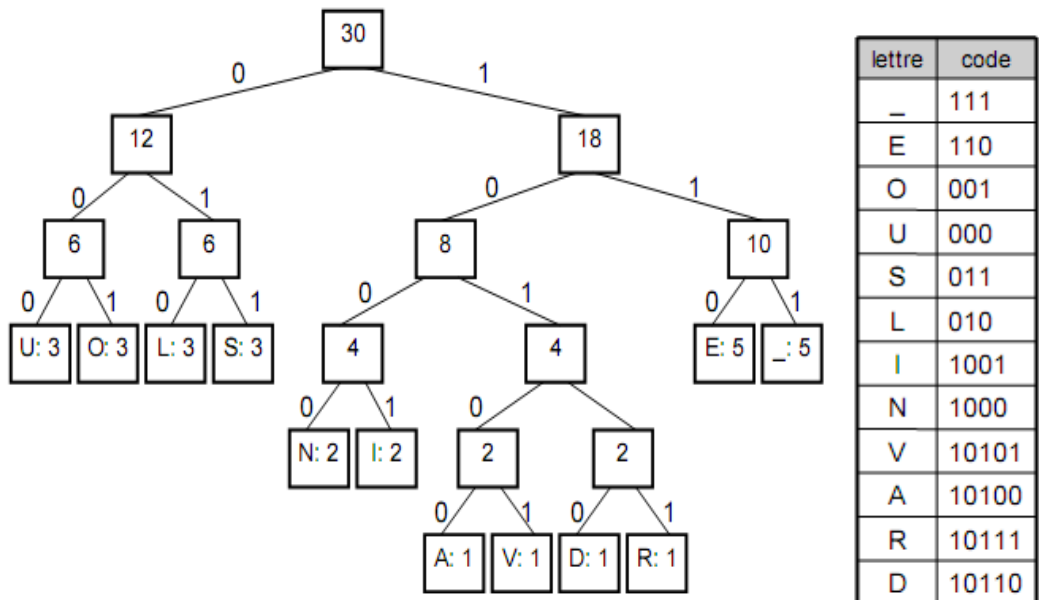 30
0 1
12 18
0 1 0 1
6 6 8 10
0 1 0 1 0 1 0 1
U: 3 O: 3 L: 3 S: 3 4 4 E: 5 _: 5
0 1 0
N: 2 I: 2 2 2
0 1 0 1
A: 1 V: 1 D: 1 R: 1
lettre code
_ 111
E 110
O 001
U 000
S 011
L 010
I 1001
N 1000
V 10101
A 10100
R 10111
D 10110